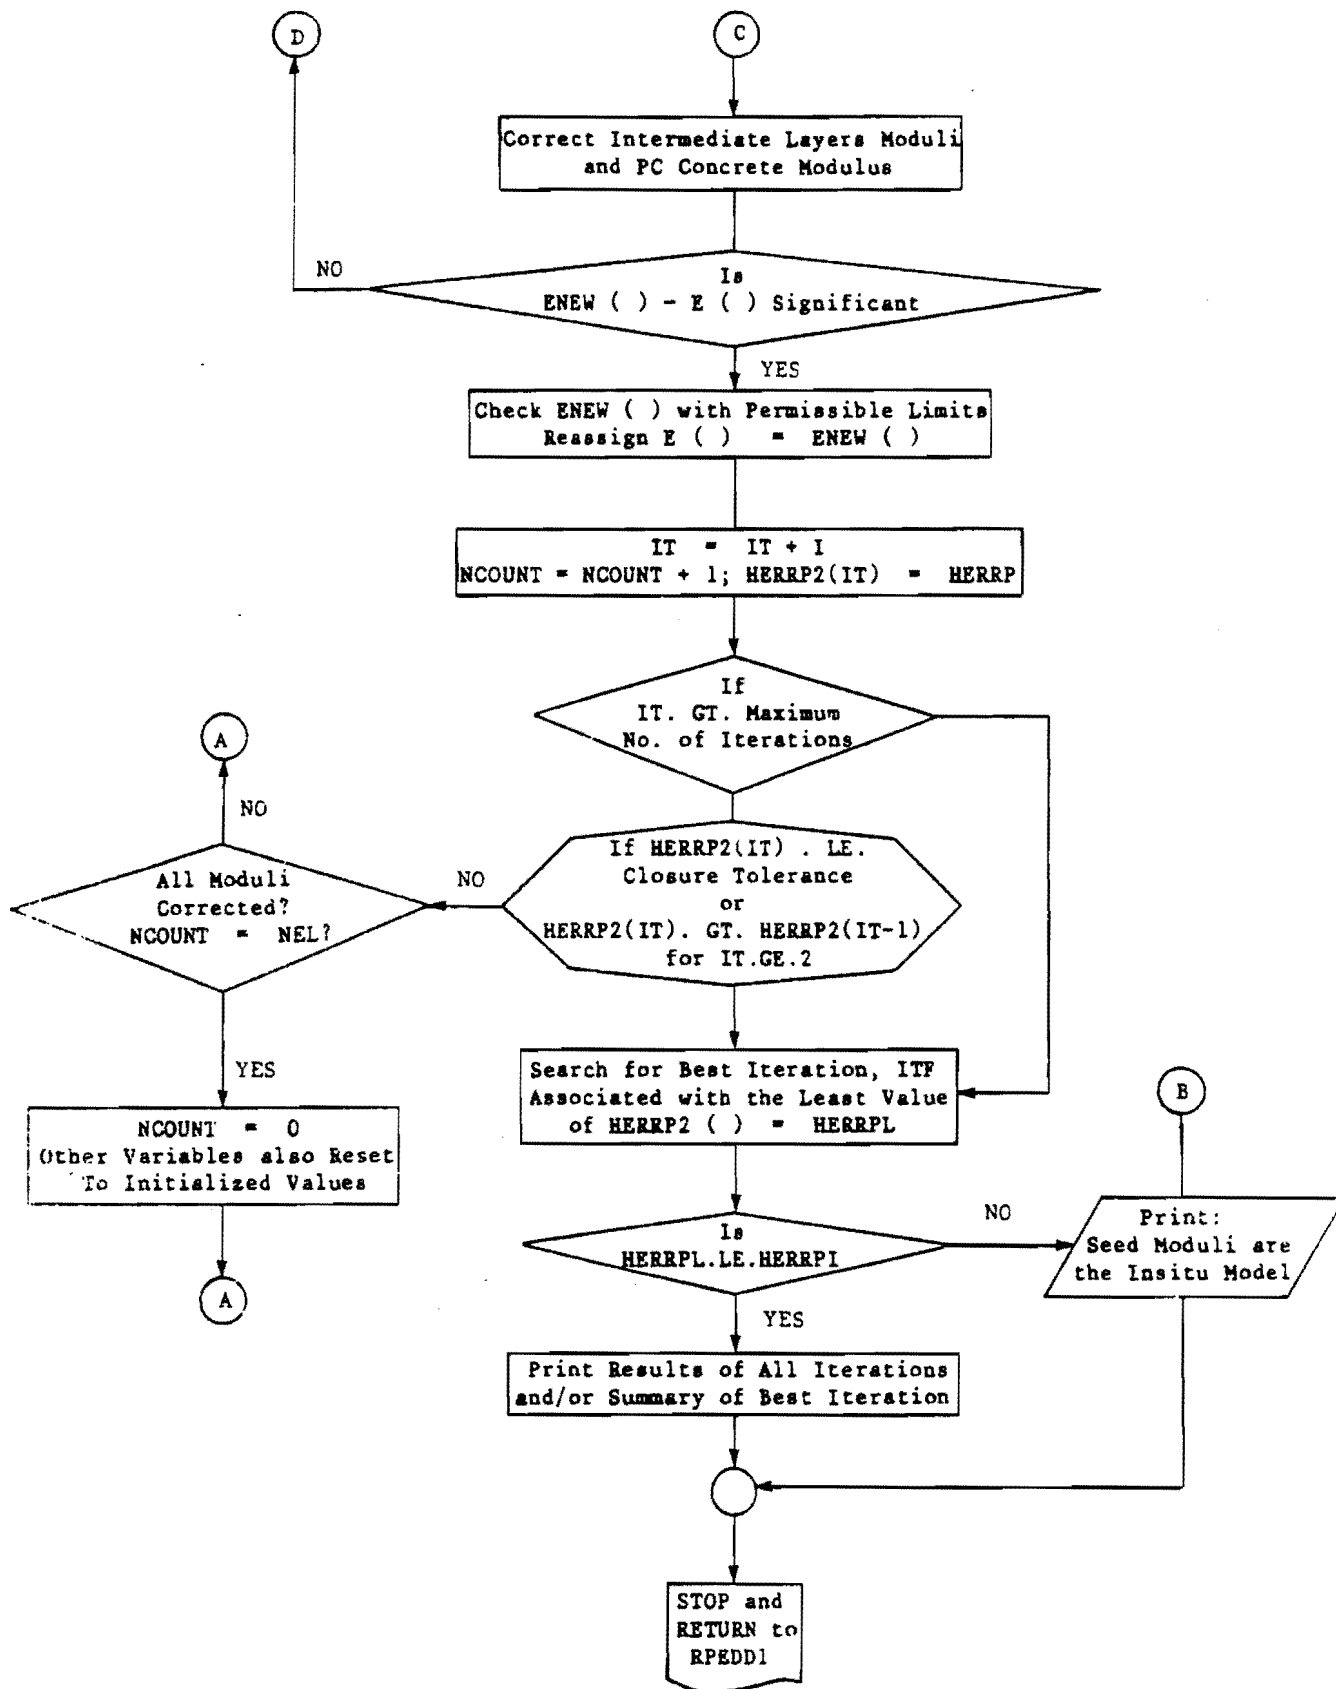 D
C
Correct Intermediate Layers Moduli
and PC Concrete Modulus
NO
Is
ENEW ( ) - E ( ) Significant
YES
Check ENEW ( ) with Permissible Limits
Reassign E ( ) = ENEW ( )
IT = IT + I
NCOUNT = NCOUNT + 1; HERRP2(IT) = HERRP
If
IT. GT. Maximum
No. of Iterations
A
NO
All Moduli
Corrected?
NCOUNT = NEL?
NO
If HERRP2(IT) . LE.
Closure Tolerance
or
HERRP2(IT). GT. HERRP2(IT-1)
for IT.GE.2
YES
NCOUNT = 0
Other Variables also Reset
To Initialized Values
A
Search for Best Iteration, ITF
Associated with the Least Value
of HERRP2 ( ) = HERRPL
B
Is
HERRPL.LE.HERRPI
NO
Print:
Seed Moduli are
the Insitu Model
YES
Print Results of All Iterations
and/or Summary of Best Iteration
STOP and
RETURN to
RPEDD1